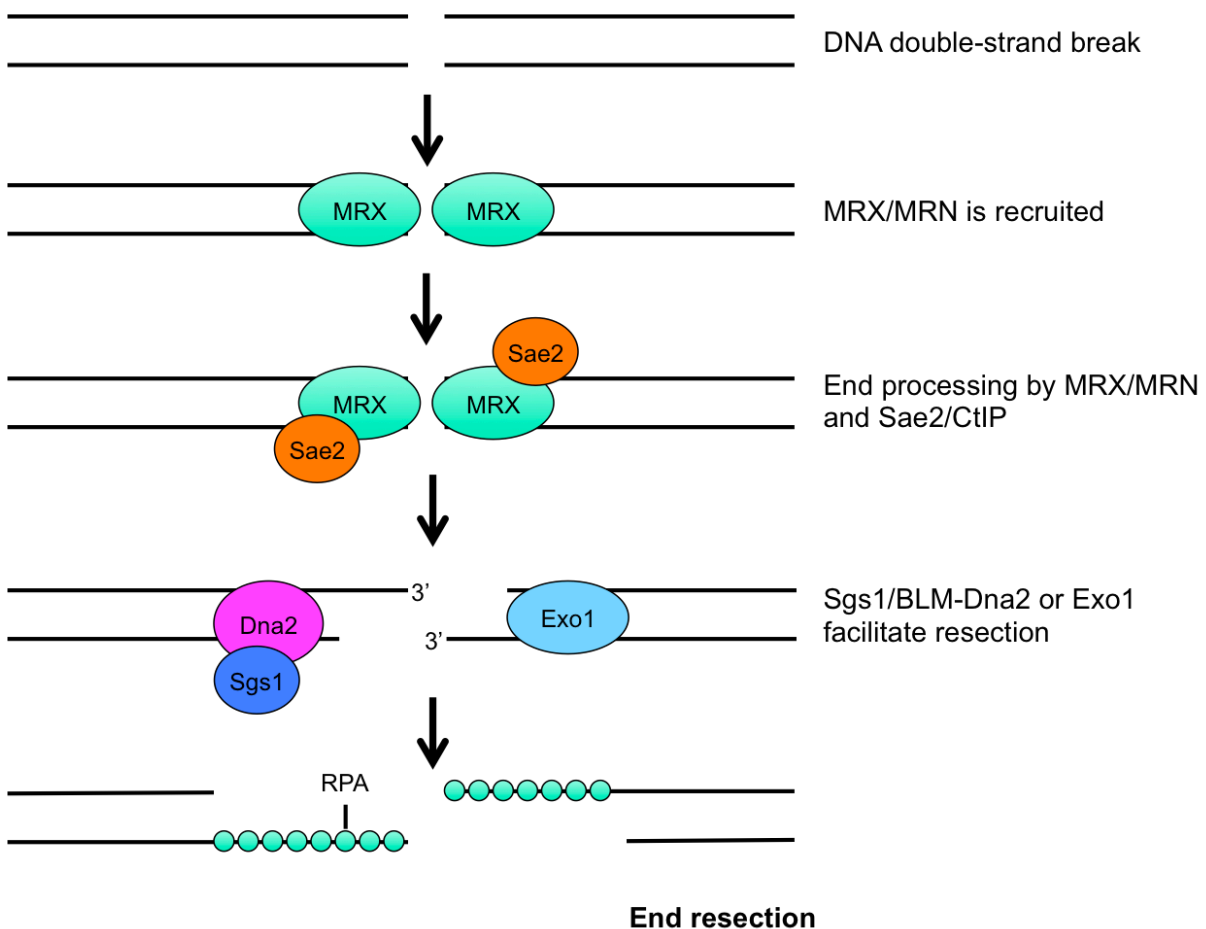 DNA double-strand break
MRX MRX
MRX/MRN is recruited
Sae2
MRX MRX
Sae2
End processing by MRX/MRN
and Sae2/CtIP
3’
Dna2
Exo1
3’
Sgs1
Sgs1/BLM-Dna2 or Exo1
facilitate resection
RPA
End resection